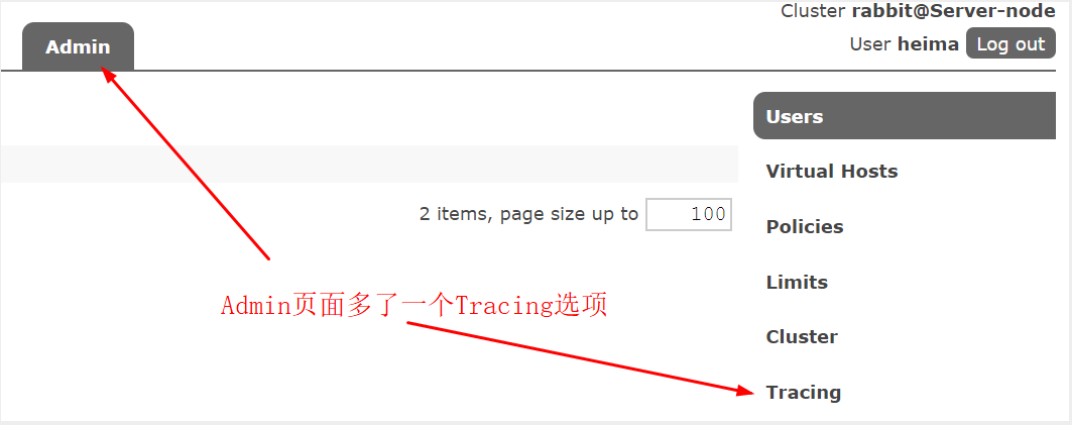 Cluster rabbit@Server-node
Admin
User heima Log out
Users
Virtual Hosts
2 items, page size up to 100
Policies
Limits
Admin页面多了一个Tracing选项
Cluster
Tracing